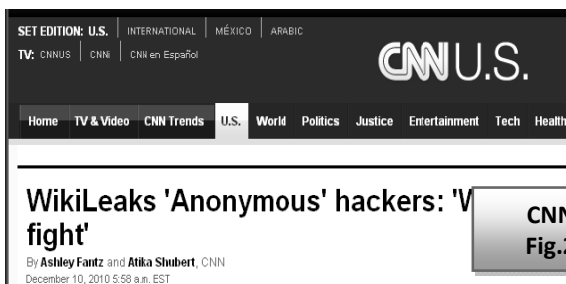 SET EDITION: U.S. INTERNATIONAL MÉXICO ARABIC
TV: CNNUS CNNi CNN en Español
CNN U.S.
Home TV & Video CNN Trends U.S. World Politics Justice Entertainment Tech Health
WikiLeaks 'Anonymous' hackers: '
fight'
CNN
Fig.2
By Ashley Fantz and Atika Shubert, CNN
December 10, 2010 5:58 a.m. EST